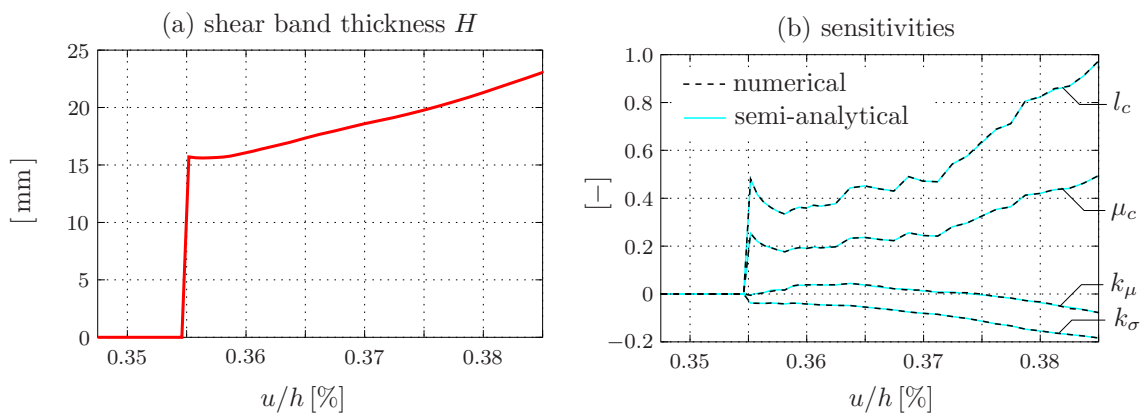 (a) shear band thickness H
25
20
15
10
5
0
[mm]
0.35
0.36
0.37
0.38
u/h [%]
(b) sensitivities
numerical
semi-analytical
1.0
0.8
0.6
0.4
0.2
0
−0.2
[−]
l_c
μ_c
k_μ
k_σ
0.35
0.36
0.37
0.38
u/h [%]